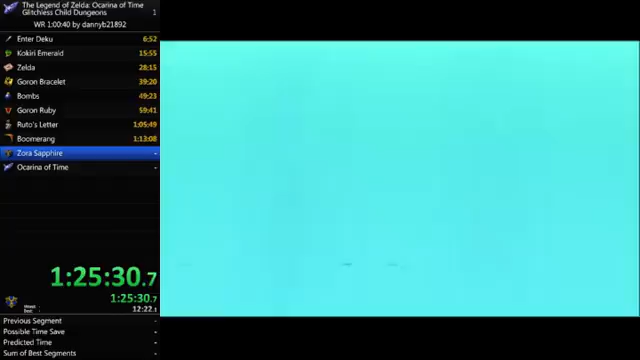 The Legend of Zelda: Ocarina of Time
Glitchless Child Dungeons 1
WR 1:00:40 by dannyb21892
Enter Deku 6:52
Kokiri Emerald 15:55
Zelda 28:15
Goron Bracelet 39:20
Bombs 49:23
Goron Ruby 59:41
Ruto's Letter 1:05:49
Boomerang 1:13:08
Zora Sapphire -
Ocarina of Time -
1:25:30.7
1:25:30.7
12:22.1
Previous Segment -
Possible Time Save -
Predicted Time -
Sum of Best Segments -